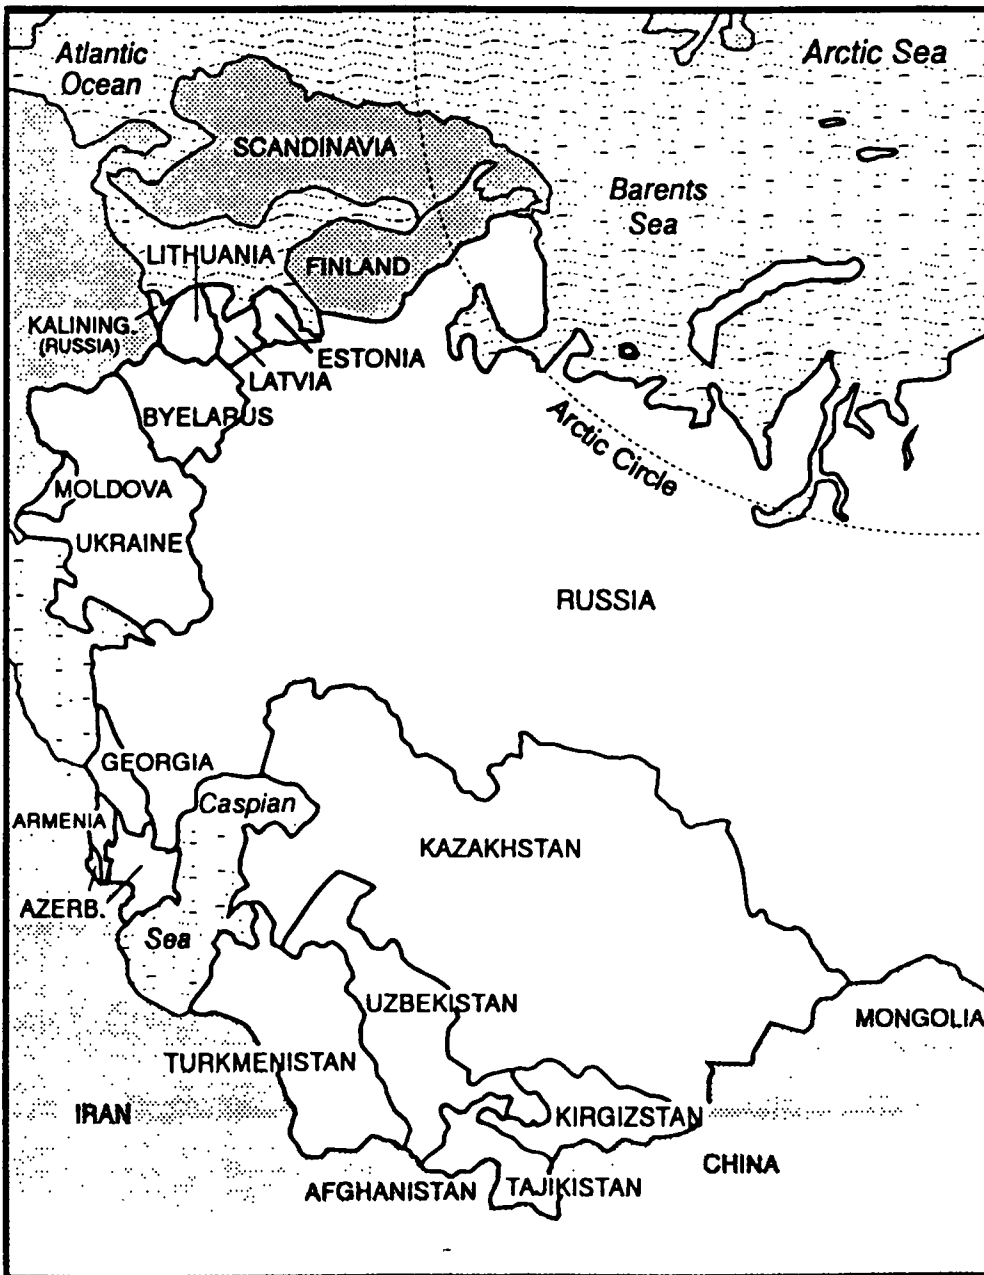 Atlantic
Ocean
Arctic Sea
SCANDINAVIA
Barents
Sea
LITHUANIA
FINLAND
KALINING.
(RUSSIA)
ESTONIA
LATVIA
BYELARUS
Arctic Circle
MOLDOVA
UKRAINE
RUSSIA
GEORGIA
Caspian
ARMENIA
KAZAKHSTAN
AZERB.
Sea
UZBEKISTAN
MONGOLIA
TURKMENISTAN
IRAN
KIRGIZSTAN
CHINA
AFGHANISTAN
TAJIKISTAN